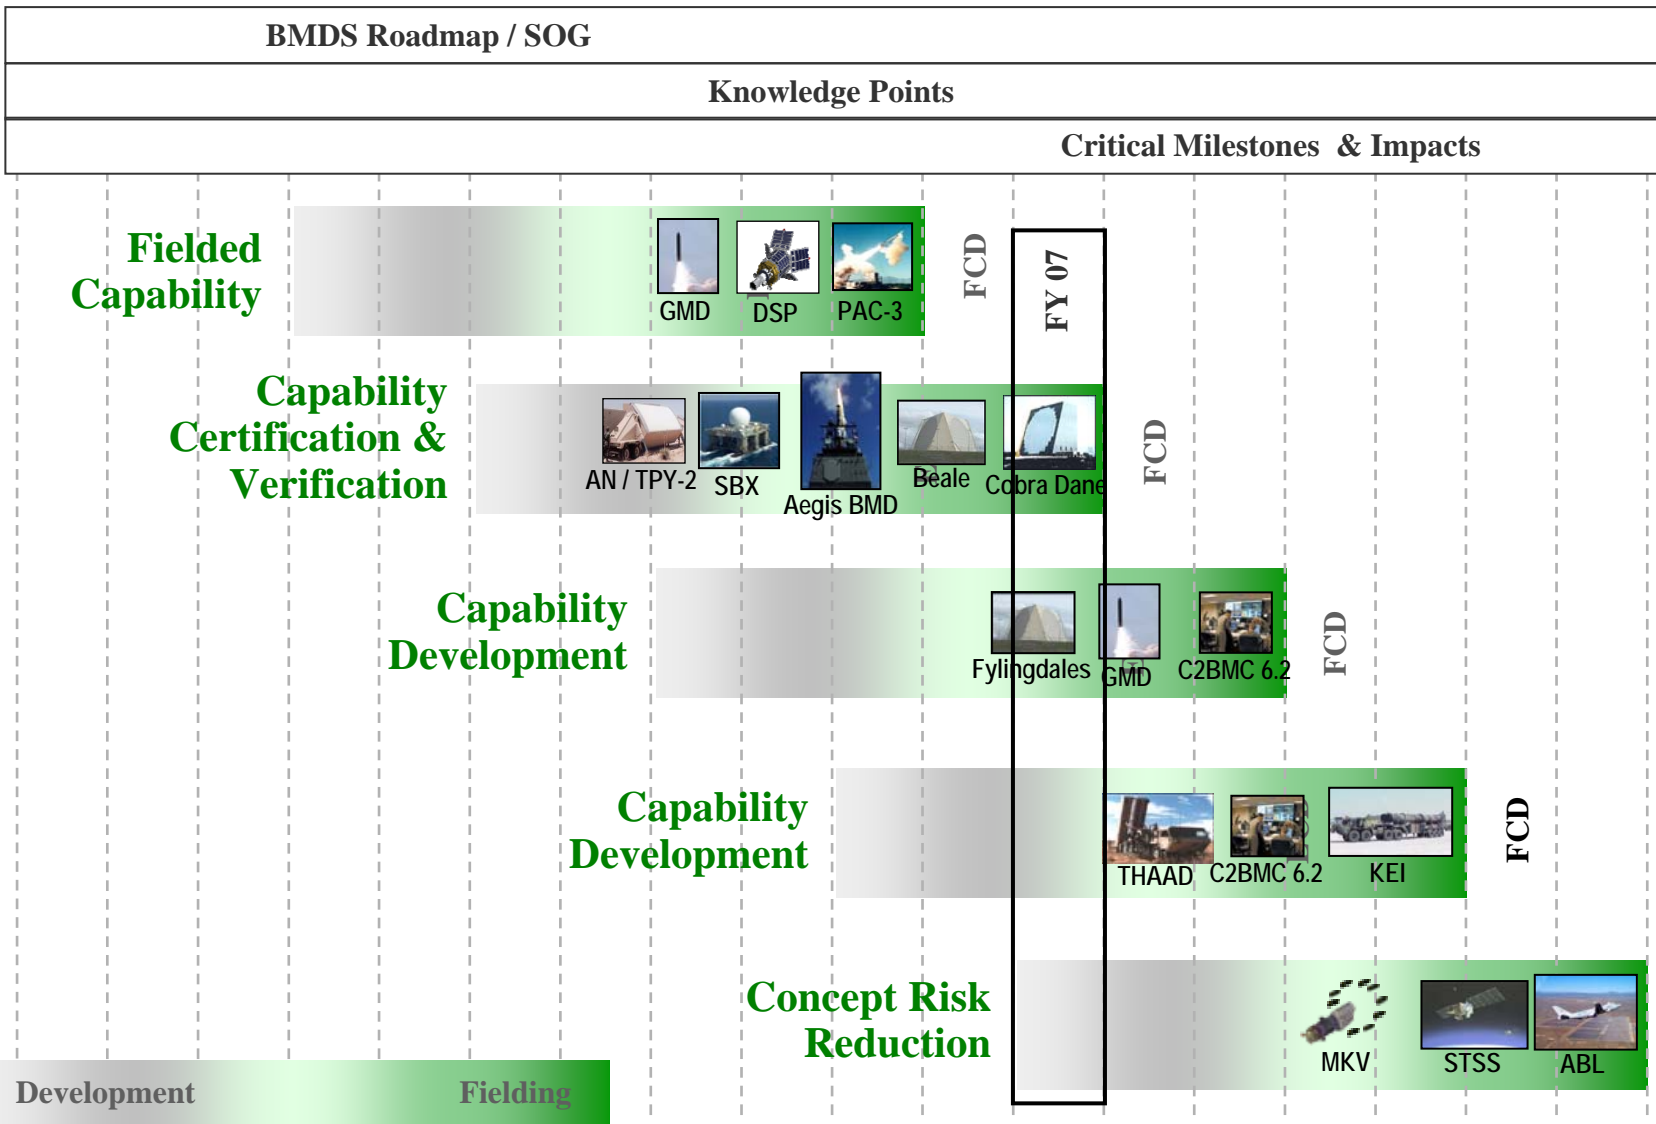 BMDS Roadmap / SOG
Knowledge Points
Critical Milestones & Impacts
Fielded
Capability
GMD
DSP
PAC-3
FCD
FY 07
Capability
Certification &
Verification
AN / TPY-2
SBX
Aegis BMD
Beale
Cobra Dane
FCD
Capability
Development
Fylingdales
GMD
C2BMC 6.2
FCD
Capability
Development
THAAD
C2BMC 6.2
KEI
FCD
Concept Risk
Reduction
MKV
STSS
ABL
Development
Fielding